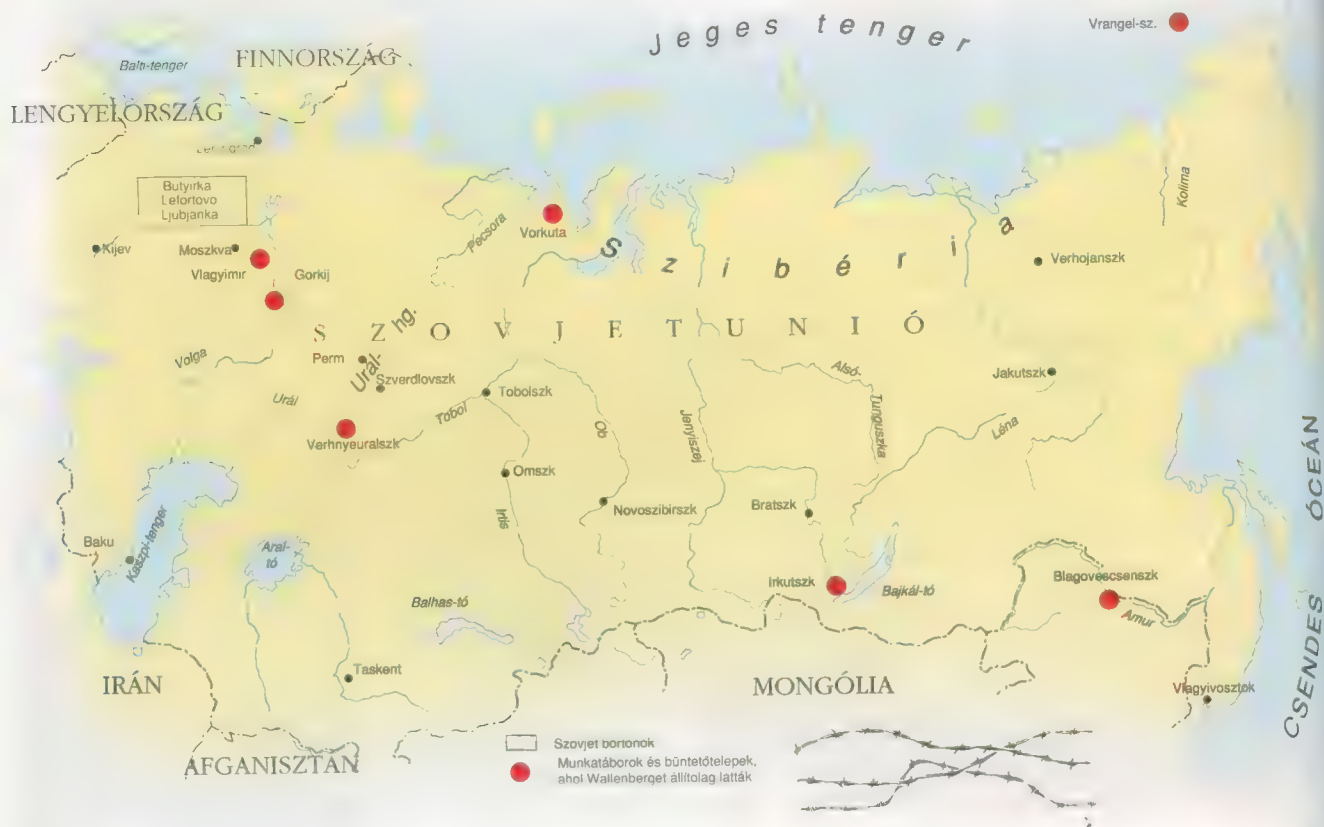 Jeges tenger
Vrangel-sz.
Balti-tenger
FINNORSZÁG
LENGYELORSZÁG
Butyirka
Lefortovo
Ljubjanka
Kolima
Pecsora
Vorkuta
Szibéria
Kijev
Moszkva
Vlagyimir
Gorkij
Verhojanszk
SZOVJETUNIÓ
Volga
Perm
Urál-hg.
Szverdlovszk
Urál
Tobol
Tobolszk
Ob
Jenyiszej
Alsó-
Tunguszka
Jakutszk
Léna
Verhnyeuralszk
Omszk
Irtis
Novoszibirszk
Bratszk
Baku
Kaszpi-tenger
Aral-
tó
Balhas-tó
Irkutszk
Bajkál-tó
Blagovescsenszk
Amur
CSENDES ÓCEÁN
IRÁN
Taskent
MONGÓLIA
Vlagyivosztok
AFGANISZTÁN
Szovjet bortonok
Munkatáborok és büntetőtelepek,
ahol Wallenberget állítolag latták